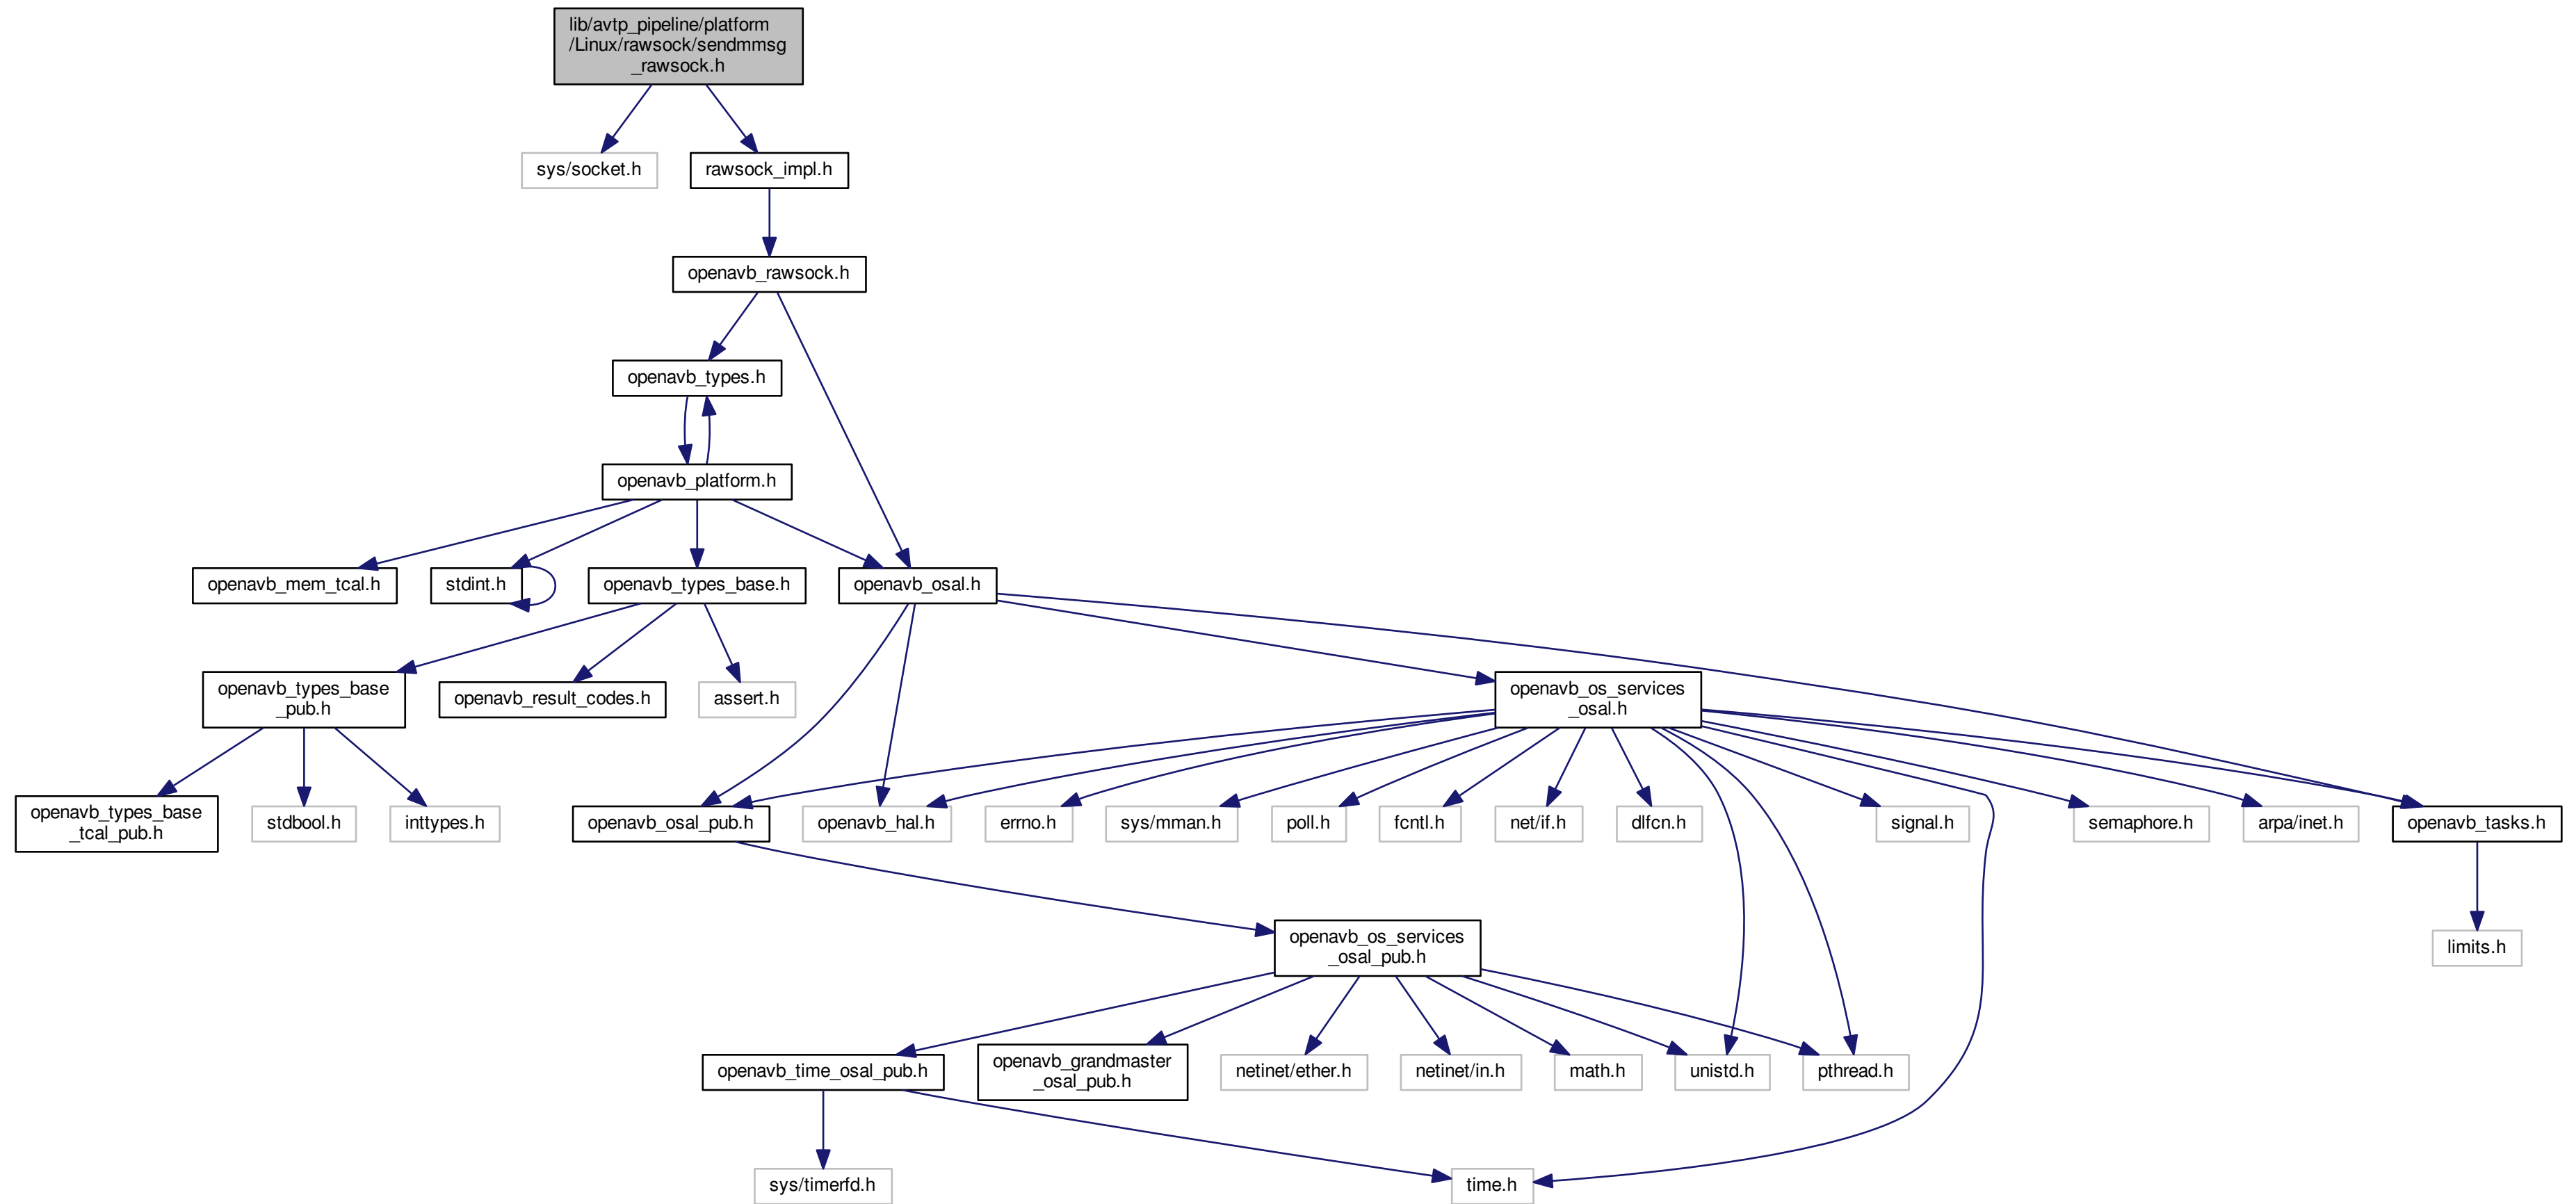 lib/avtp_pipeline/platform
/Linux/rawsock/sendmmsg
_rawsock.h
sys/socket.h
rawsock_impl.h
openavb_rawsock.h
openavb_types.h
openavb_platform.h
openavb_mem_tcal.h
stdint.h
openavb_types_base.h
openavb_osal.h
openavb_types_base
_pub.h
openavb_result_codes.h
assert.h
openavb_os_services
_osal.h
openavb_types_base
_tcal_pub.h
stdbool.h
inttypes.h
openavb_osal_pub.h
openavb_hal.h
errno.h
sys/mman.h
poll.h
fcntl.h
net/if.h
dlfcn.h
signal.h
semaphore.h
arpa/inet.h
openavb_tasks.h
openavb_os_services
_osal_pub.h
limits.h
openavb_time_osal_pub.h
openavb_grandmaster
_osal_pub.h
netinet/ether.h
netinet/in.h
math.h
unistd.h
pthread.h
sys/timerfd.h
time.h